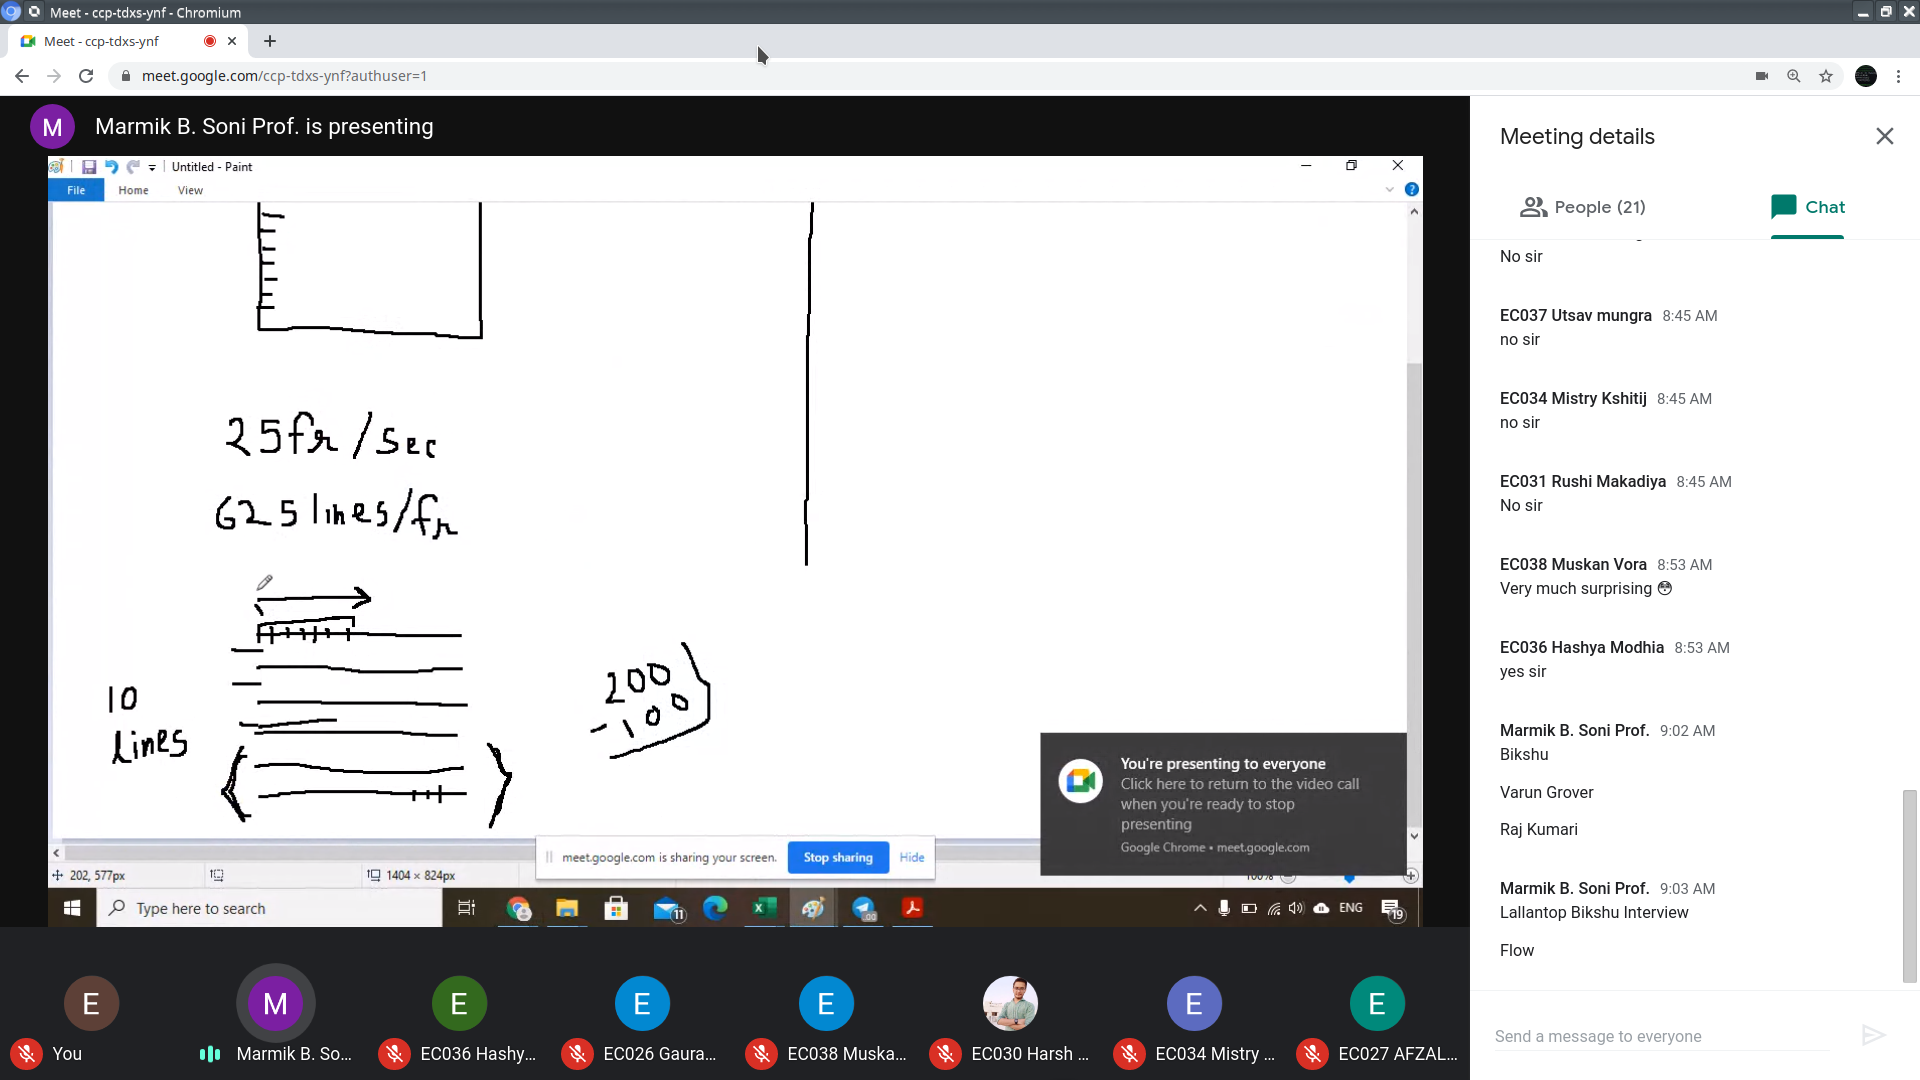 Meet - ccp-tdxs-ynf - Chromium
Meet - ccp-tdxs-ynf
meet.google.com/ccp-tdxs-ynf?authuser=1
M
Marmik B. Soni Prof. is presenting
Untitled - Paint
File Home View
25fr/sec
625 lines/fr
10
Lines
200
-100
You're presenting to everyone
Click here to return to the video call
when you're ready to stop
presenting
Google Chrome • meet.google.com
meet.google.com is sharing your screen.
Stop sharing
Hide
202, 577px
1404 × 824px
100%
Type here to search
11
.00
ENG
19
Meeting details
People (21)
Chat
No sir
EC037 Utsav mungra 8:45 AM
no sir
EC034 Mistry Kshitij 8:45 AM
no sir
EC031 Rushi Makadiya 8:45 AM
No sir
EC038 Muskan Vora 8:53 AM
Very much surprising 😳
EC036 Hashya Modhia 8:53 AM
yes sir
Marmik B. Soni Prof. 9:02 AM
Bikshu
Varun Grover
Raj Kumari
Marmik B. Soni Prof. 9:03 AM
Lallantop Bikshu Interview
Flow
Send a message to everyone
E M E E E E E
You
Marmik B. So...
EC036 Hashy...
EC026 Gaura...
EC038 Muska...
EC030 Harsh ...
EC034 Mistry ...
EC027 AFZAL...